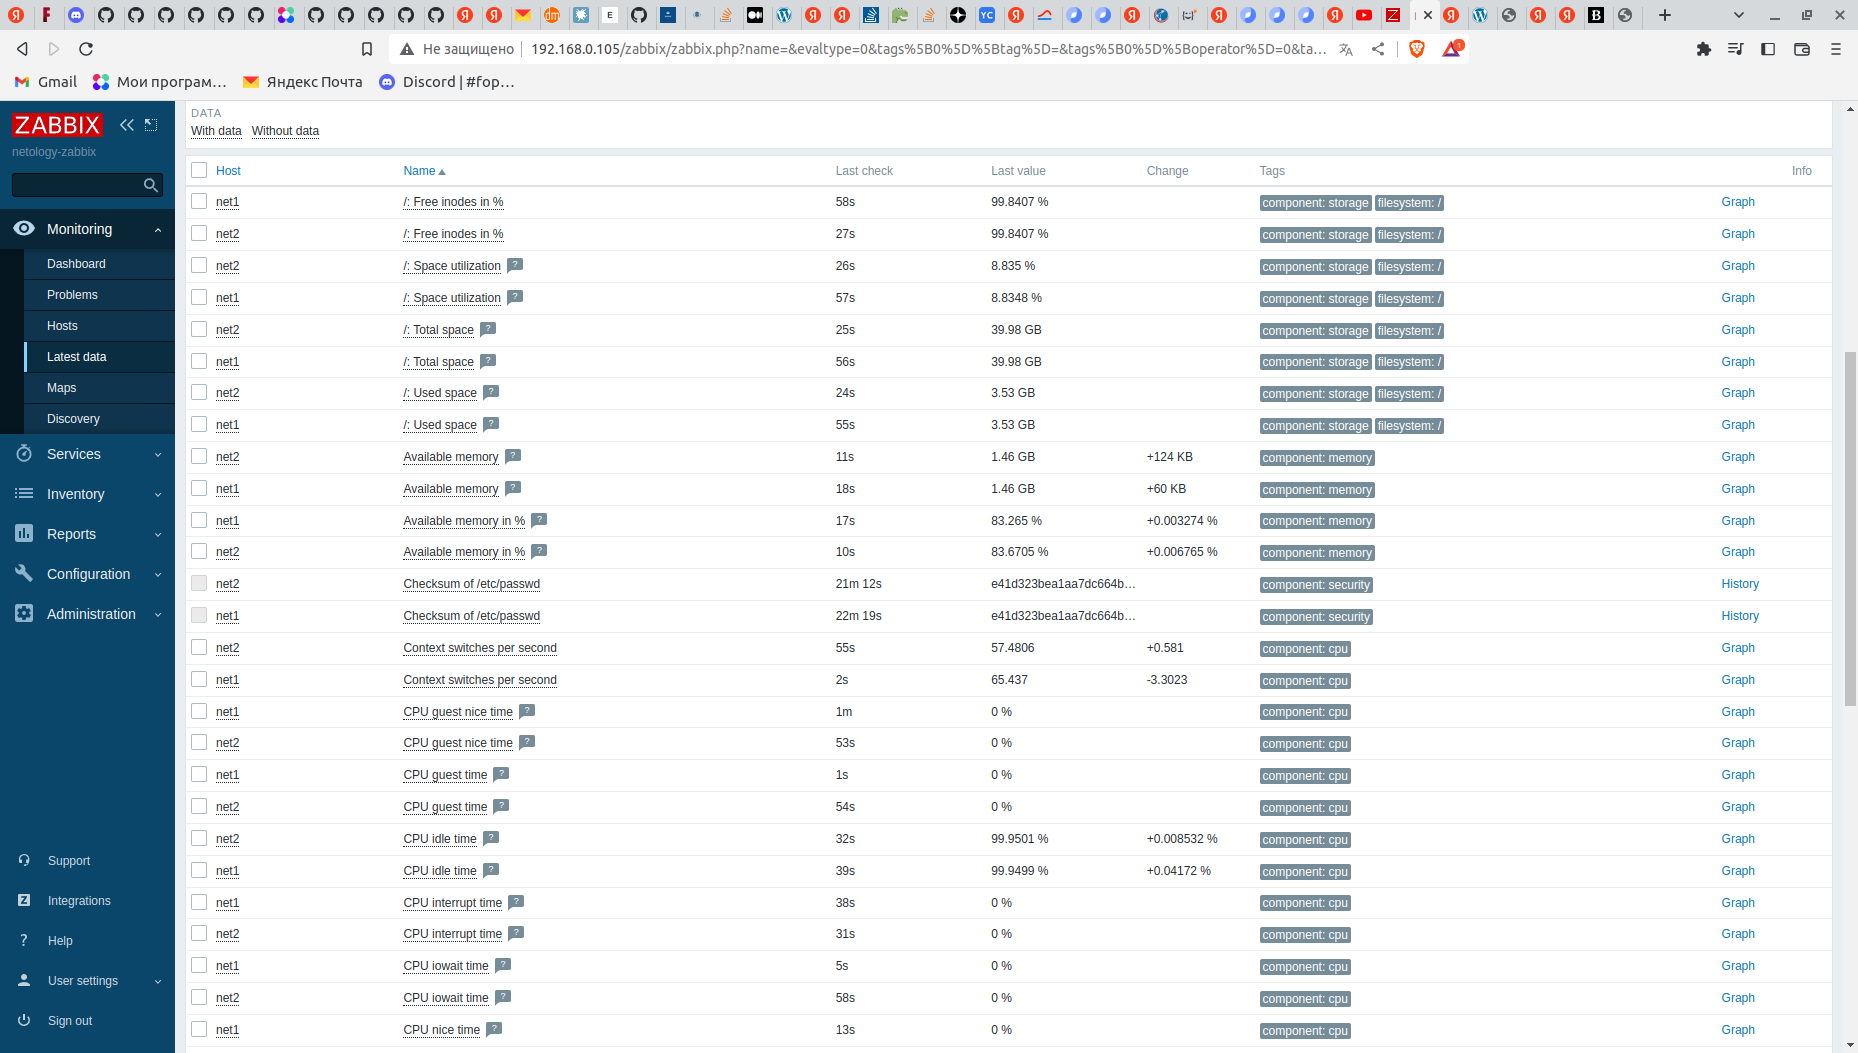 Не защищено 192.168.0.105/zabbix/zabbix.php?name=&evaltype=0&tags%5B0%5D%5Btag%5D=&tags%5B0%5D%5Boperator%5D=0&ta…
1
Gmail Мои програм… Яндекс Почта Discord | #фор…
ZABBIX
netology-zabbix
Monitoring
Dashboard
Problems
Hosts
Latest data
Maps
Discovery
Services
Inventory
Reports
Configuration
Administration
Support
Integrations
Help
User settings
Sign out
DATA
With data Without data
Host Name Last check Last value Change Tags Info
net1 /: Free inodes in % 58s 99.8407 % component: storage filesystem: / Graph
net2 /: Free inodes in % 27s 99.8407 % component: storage filesystem: / Graph
net2 /: Space utilization ? 26s 8.835 % component: storage filesystem: / Graph
net1 /: Space utilization ? 57s 8.8348 % component: storage filesystem: / Graph
net2 /: Total space ? 25s 39.98 GB component: storage filesystem: / Graph
net1 /: Total space ? 56s 39.98 GB component: storage filesystem: / Graph
net2 /: Used space ? 24s 3.53 GB component: storage filesystem: / Graph
net1 /: Used space ? 55s 3.53 GB component: storage filesystem: / Graph
net2 Available memory ? 11s 1.46 GB +124 KB component: memory Graph
net1 Available memory ? 18s 1.46 GB +60 KB component: memory Graph
net1 Available memory in % ? 17s 83.265 % +0.003274 % component: memory Graph
net2 Available memory in % ? 10s 83.6705 % +0.006765 % component: memory Graph
net2 Checksum of /etc/passwd 21m 12s e41d323bea1aa7dc664b… component: security History
net1 Checksum of /etc/passwd 22m 19s e41d323bea1aa7dc664b… component: security History
net2 Context switches per second 55s 57.4806 +0.581 component: cpu Graph
net1 Context switches per second 2s 65.437 -3.3023 component: cpu Graph
net1 CPU guest nice time ? 1m 0 % component: cpu Graph
net2 CPU guest nice time ? 53s 0 % component: cpu Graph
net1 CPU guest time ? 1s 0 % component: cpu Graph
net2 CPU guest time ? 54s 0 % component: cpu Graph
net2 CPU idle time ? 32s 99.9501 % +0.008532 % component: cpu Graph
net1 CPU idle time ? 39s 99.9499 % +0.04172 % component: cpu Graph
net1 CPU interrupt time ? 38s 0 % component: cpu Graph
net2 CPU interrupt time ? 31s 0 % component: cpu Graph
net1 CPU iowait time ? 5s 0 % component: cpu Graph
net2 CPU iowait time ? 58s 0 % component: cpu Graph
net1 CPU nice time ? 13s 0 % component: cpu Graph